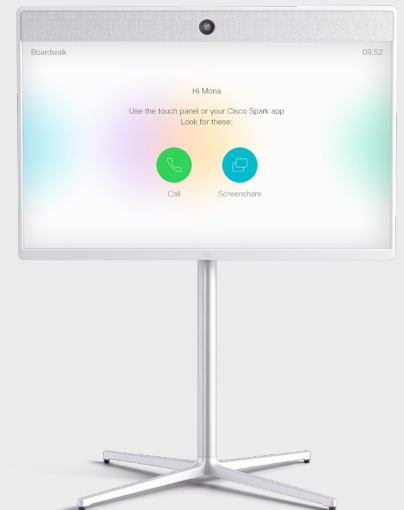 Boardwalk
09.52
Hi Mona
Use the touch panel or your Cisco Spark app
Look for these:
Call
Screenshare